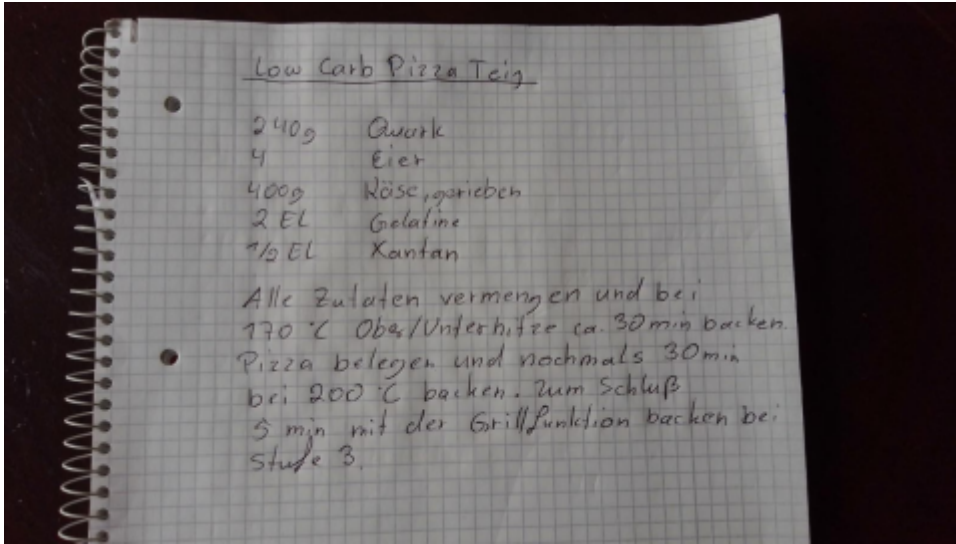 Low Carb Pizza Teig
240g Quark
4 Eier
400g Käse, gerieben
2 EL Gelatine
1/2 EL Xantan
Alle Zutaten vermengen und bei
170°C Ober/Unterhitze ca. 30min backen.
Pizza belegen und nochmals 30min
bei 200°C backen. Zum Schluß
5 min mit der Grillfunktion backen bei
Stufe 3.